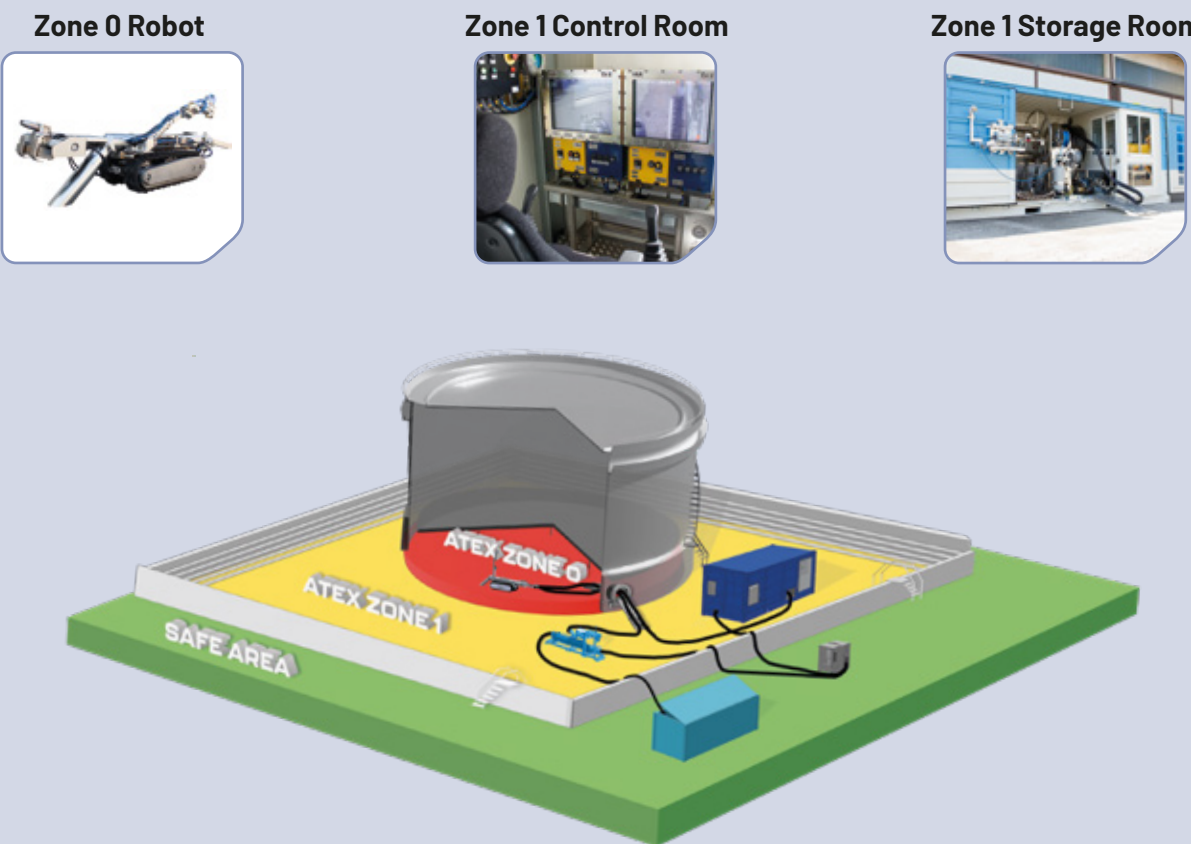 Zone 0 Robot
Zone 1 Control Room
Zone 1 Storage Room
ATEX ZONE 0
ATEX ZONE 1
SAFE AREA